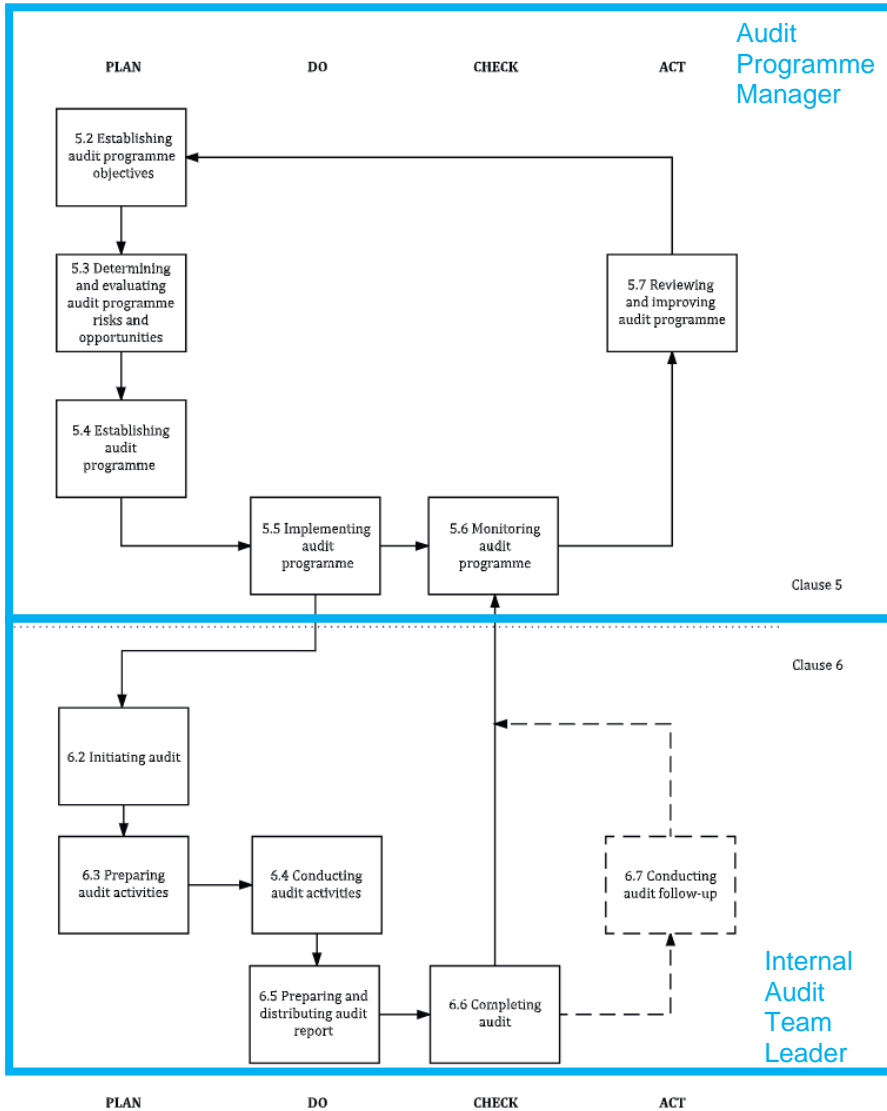 Audit
Programme
Manager
PLAN
DO
CHECK
ACT
5.2 Establishing
audit programme
objectives
5.3 Determining
and evaluating
audit programme
risks and
opportunities
5.7 Reviewing
and improving
audit programme
5.4 Establishing
audit
programme
5.5 Implementing
audit
programme
5.6 Monitoring
audit
programme
Clause 5
Clause 6
6.2 Initiating audit
6.3 Preparing
audit activities
6.4 Conducting
audit activities
6.7 Conducting
audit follow-up
6.5 Preparing and
distributing audit
report
6.6 Completing
audit
Internal
Audit
Team
Leader
PLAN
DO
CHECK
ACT